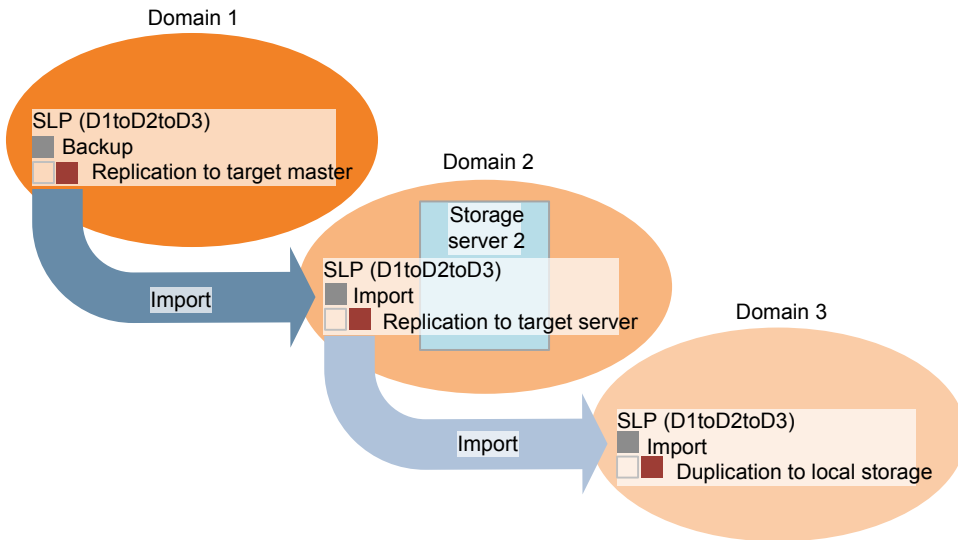 Domain 1
SLP (D1toD2toD3)
Backup
Replication to target master
Import
Domain 2
Storage
server 2
SLP (D1toD2toD3)
Import
Replication to target server
Import
Domain 3
SLP (D1toD2toD3)
Import
Duplication to local storage